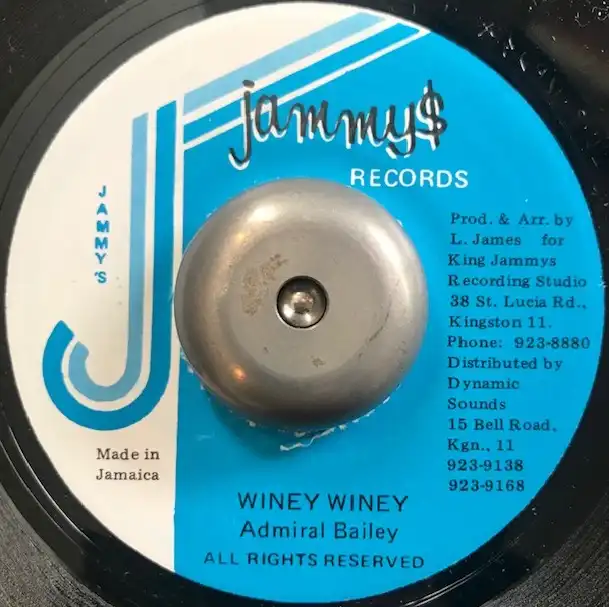 jammy$
RECORDS
JAMMY'S
Prod. & Arr. by
L. James for
King Jammys
Recording Studio
38 St. Lucia Rd.,
Kingston 11.
Phone: 923-8880
Distributed by
Dynamic
Sounds
15 Bell Road,
Kgn., 11
923-9138
923-9168
Made in
Jamaica
WINEY WINEY
Admiral Bailey
ALL RIGHTS RESERVED